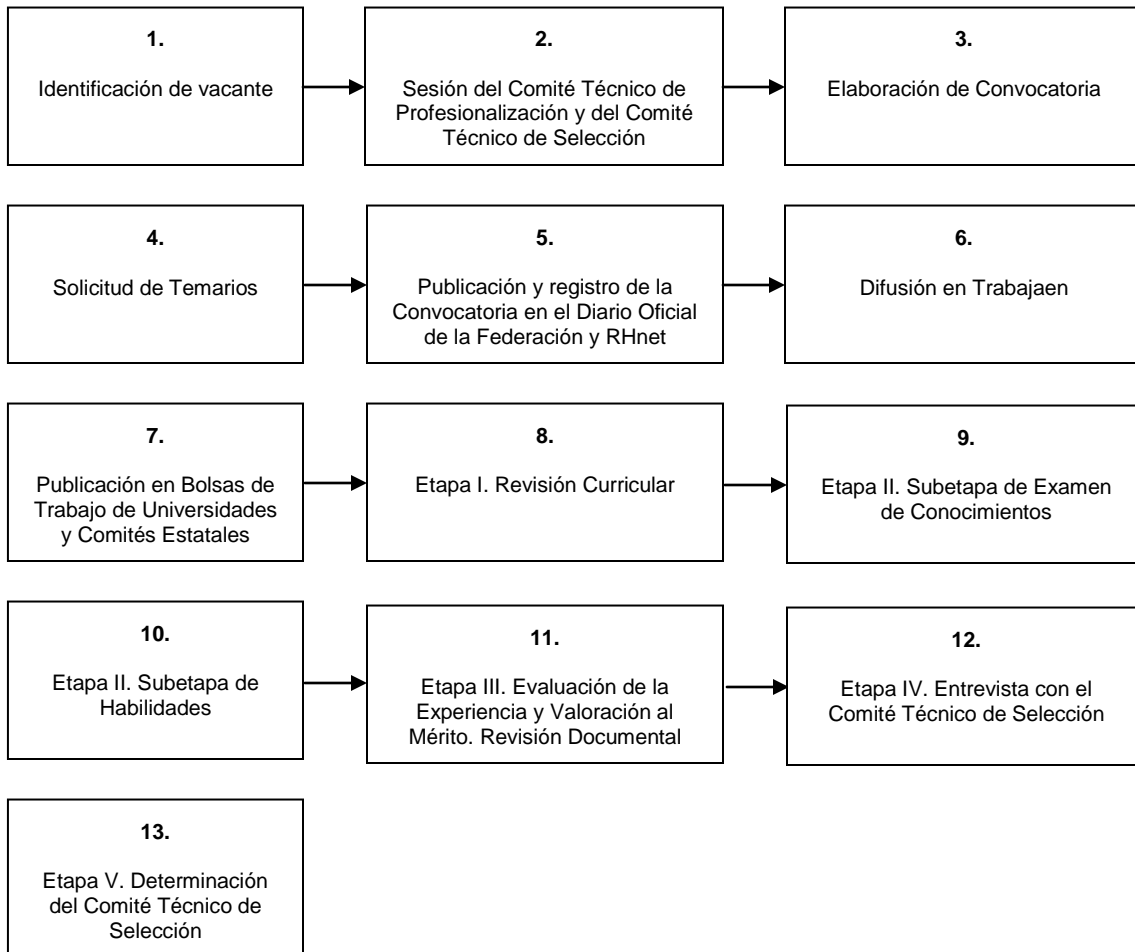 1.
Identificación de vacante
2.
Sesión del Comité Técnico de
Profesionalización y del Comité
Técnico de Selección
3.
Elaboración de Convocatoria
4.
Solicitud de Temarios
5.
Publicación y registro de la
Convocatoria en el Diario Oficial
de la Federación y RHnet
6.
Difusión en Trabajaen
7.
Publicación en Bolsas de
Trabajo de Universidades
y Comités Estatales
8.
Etapa I. Revisión Curricular
9.
Etapa II. Subetapa de Examen
de Conocimientos
10.
Etapa II. Subetapa de
Habilidades
11.
Etapa III. Evaluación de la
Experiencia y Valoración al
Mérito. Revisión Documental
12.
Etapa IV. Entrevista con el
Comité Técnico de Selección
13.
Etapa V. Determinación
del Comité Técnico de
Selección